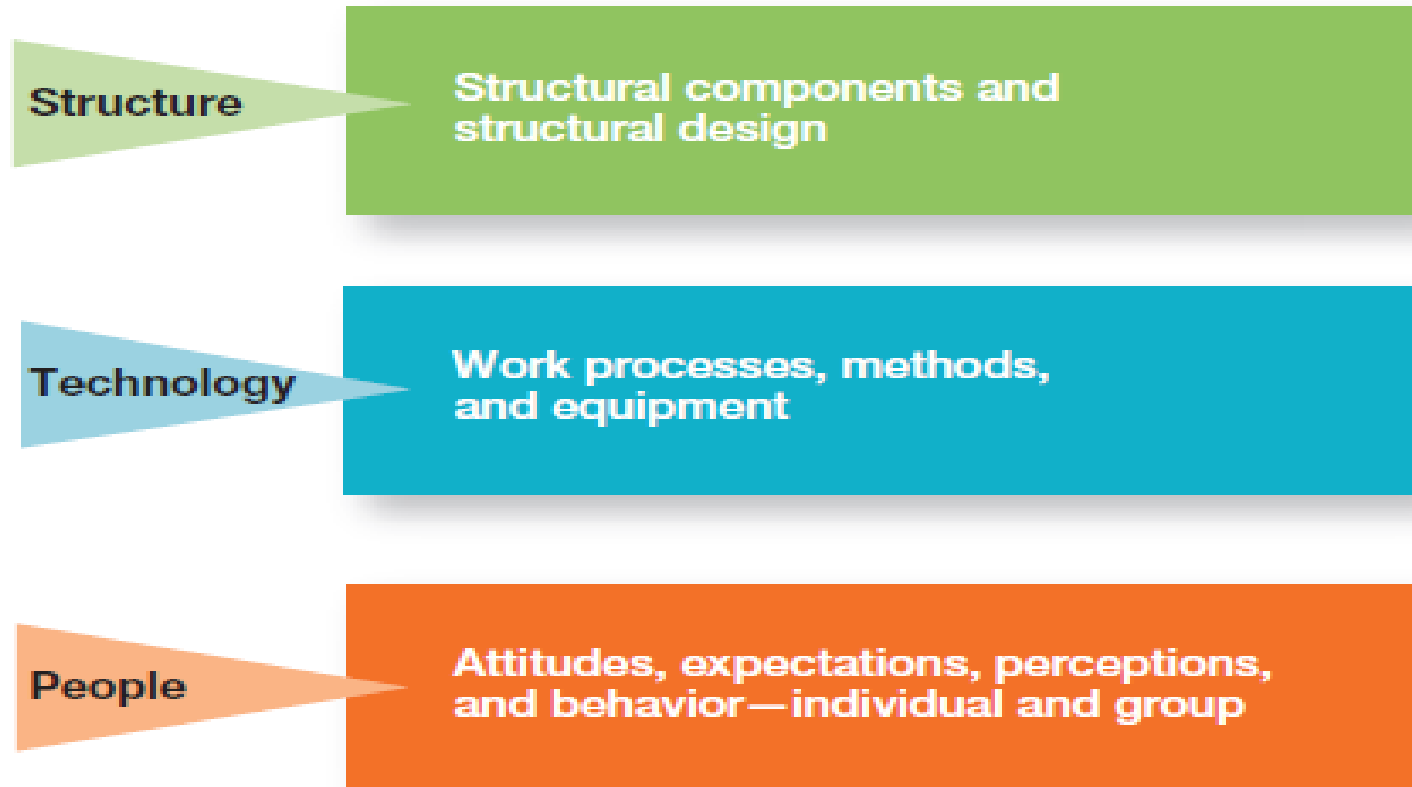 Structure
Structural components and
structural design
Technology
Work processes, methods,
and equipment
People
Attitudes, expectations, perceptions,
and behavior—individual and group